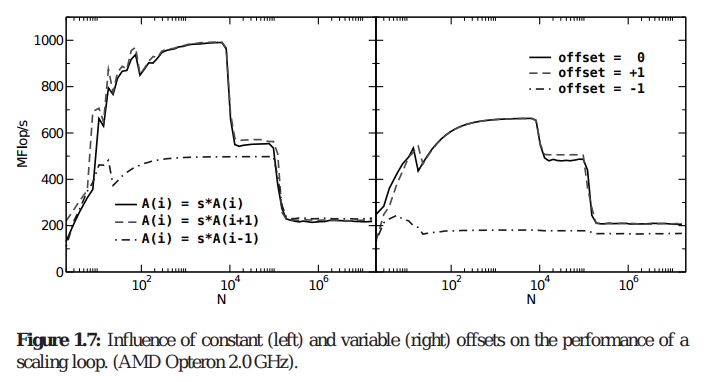 1000
800
600
400
200
0
MFlop/s
A(i) = s*A(i)
A(i) = s*A(i+1)
A(i) = s*A(i-1)
10^2
10^4
10^6
N
offset = 0
offset = +1
offset = -1
10^2
10^4
10^6
N
Figure 1.7: Influence of constant (left) and variable (right) offsets on the performance of a
scaling loop. (AMD Opteron 2.0 GHz).